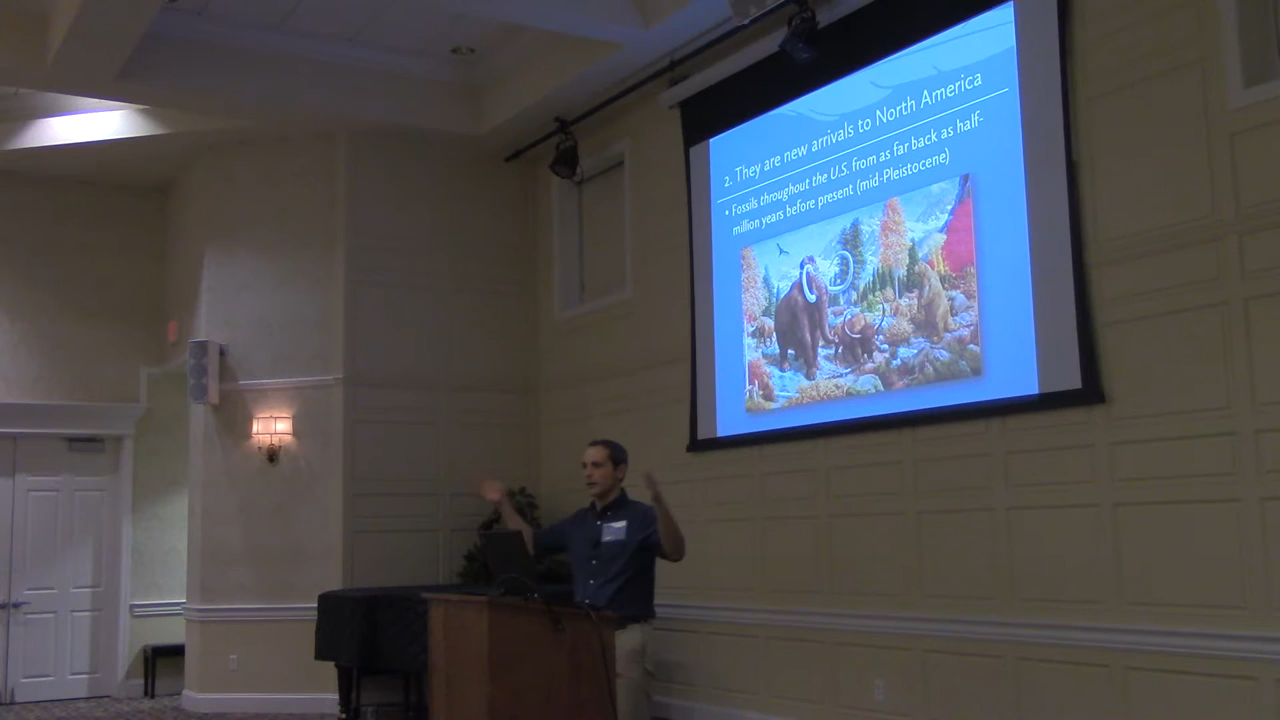 2. They are new arrivals to North America
• Fossils throughout the U.S. from as far back as half-
million years before present (mid-Pleistocene)